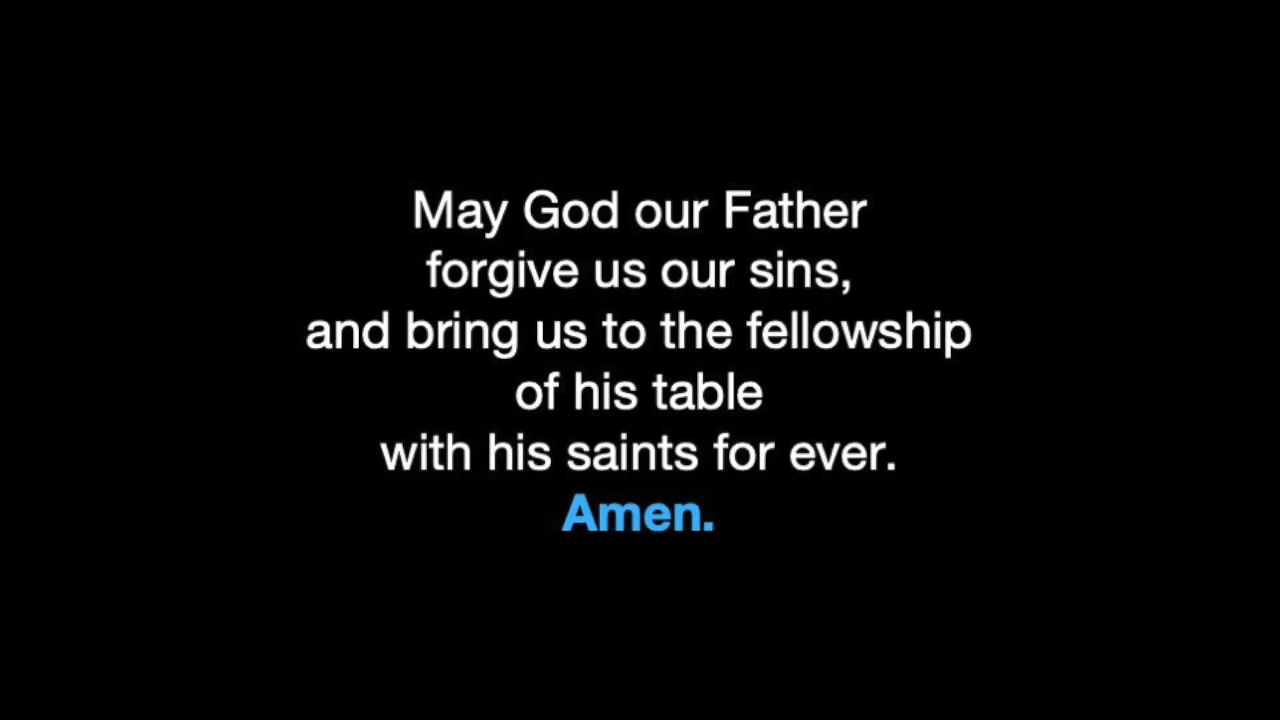 May God our Father
forgive us our sins,
and bring us to the fellowship
of his table
with his saints for ever.
Amen.